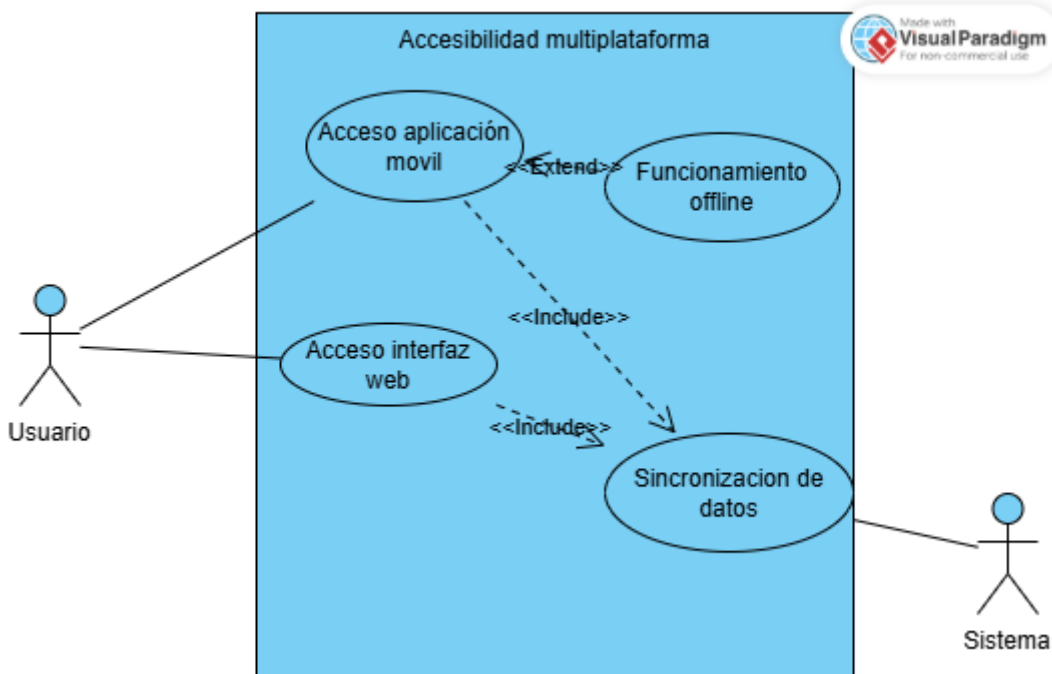 Accesibilidad multiplataforma
Made with
Visual Paradigm
For non-commercial use
Acceso aplicación
movil
<<Extend>>
Funcionamiento
offline
<<Include>>
Acceso interfaz
web
<<Include>>
Usuario
Sincronizacion de
datos
Sistema